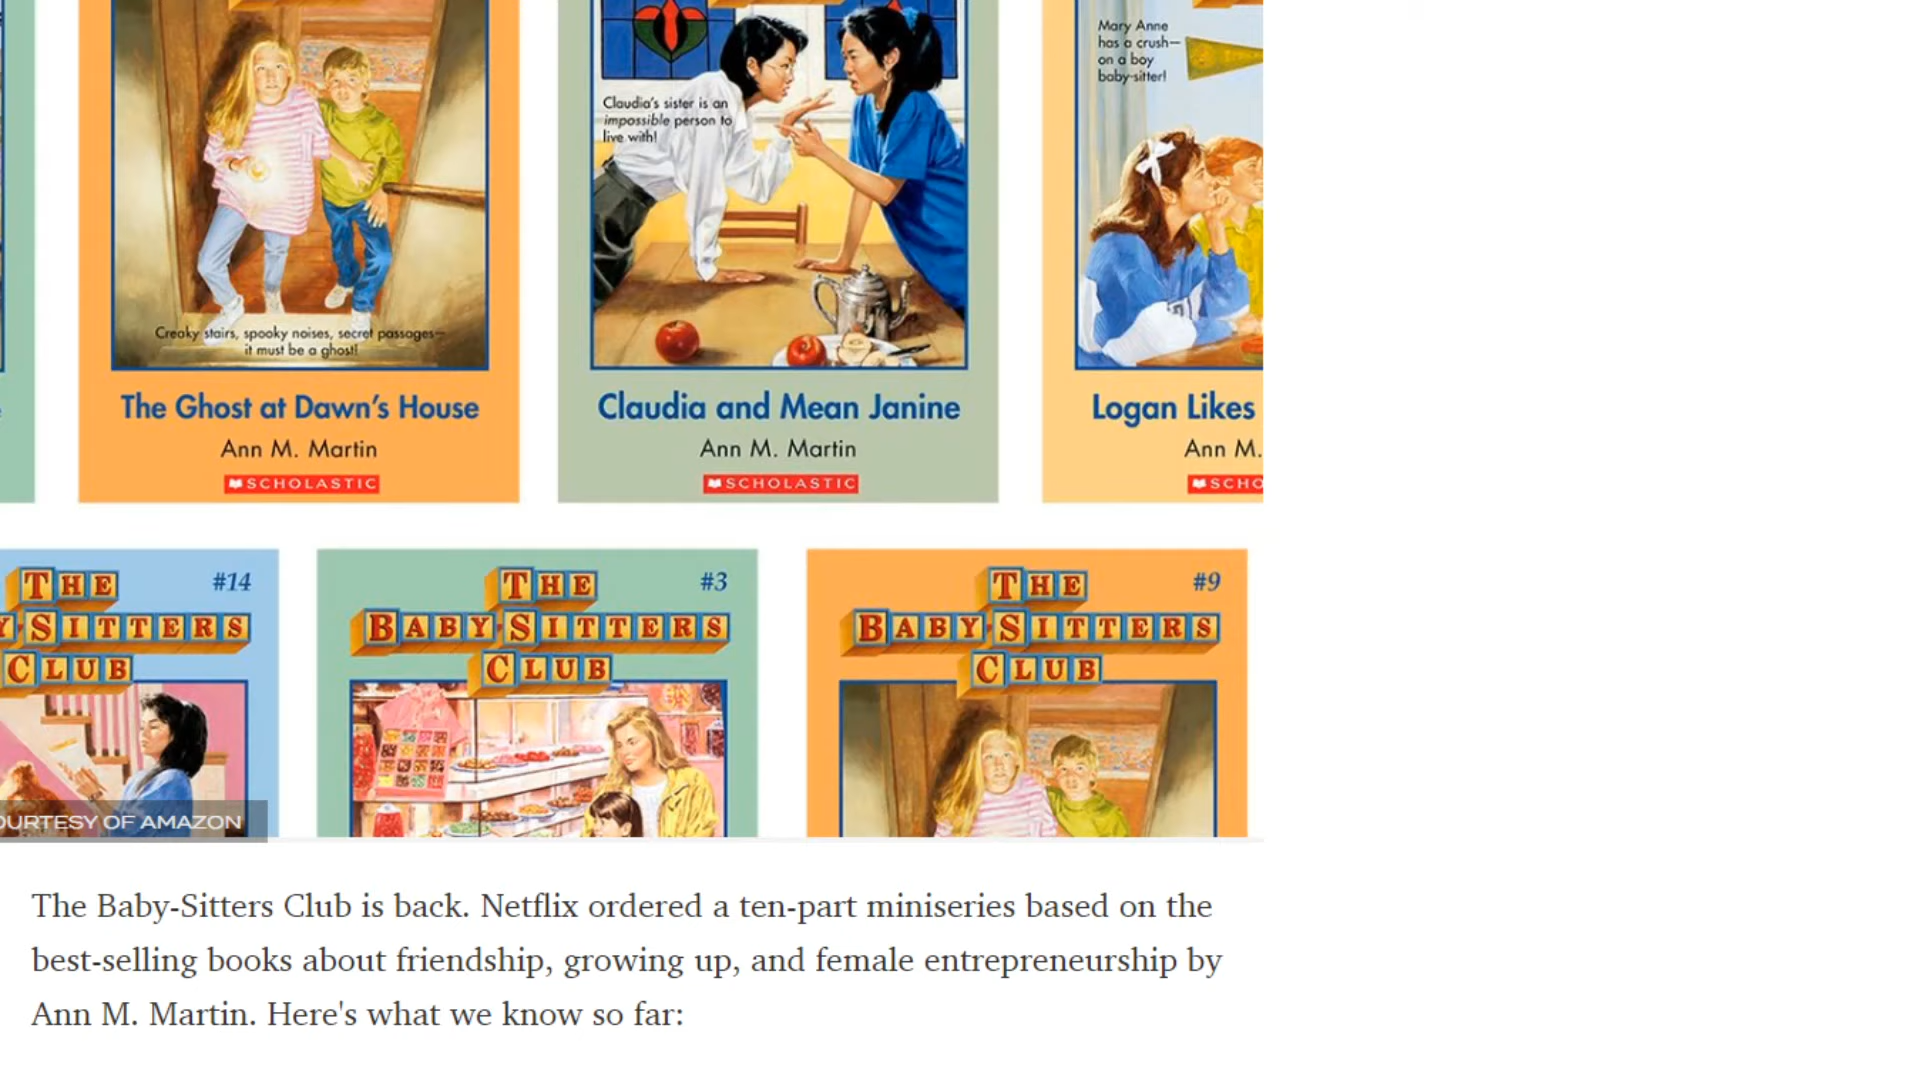 Creaky stairs, spooky noises, secret passages—
it must be a ghost!
The Ghost at Dawn's House
Ann M. Martin
SCHOLASTIC
Claudia's sister is an
impossible person to
live with!
Claudia and Mean Janine
Ann M. Martin
SCHOLASTIC
Mary Anne
has a crush—
on a boy
baby-sitter!
Logan Likes
Ann M.
SCHO
THE
#14
Y-SITTERS
CLUB
THE
#3
BABY-SITTERS
CLUB
THE
#9
BABY-SITTERS
CLUB
OURTESY OF AMAZON
The Baby-Sitters Club is back. Netflix ordered a ten-part miniseries based on the
best-selling books about friendship, growing up, and female entrepreneurship by
Ann M. Martin. Here's what we know so far: